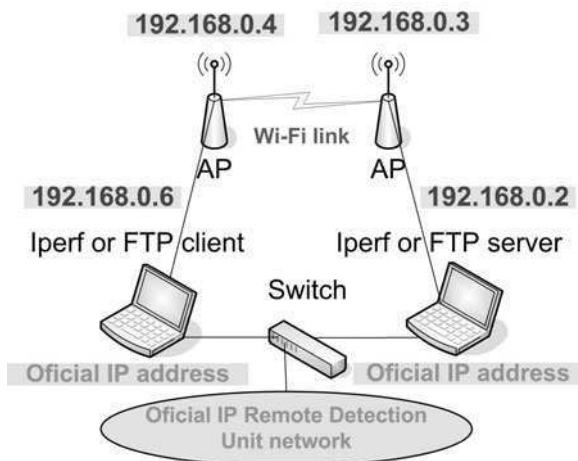 192.168.0.4
192.168.0.3
Wi-Fi link
AP
AP
192.168.0.6
192.168.0.2
Iperf or FTP client
Iperf or FTP server
Switch
Oficial IP address
Oficial IP address
Oficial IP Remote Detection
Unit network